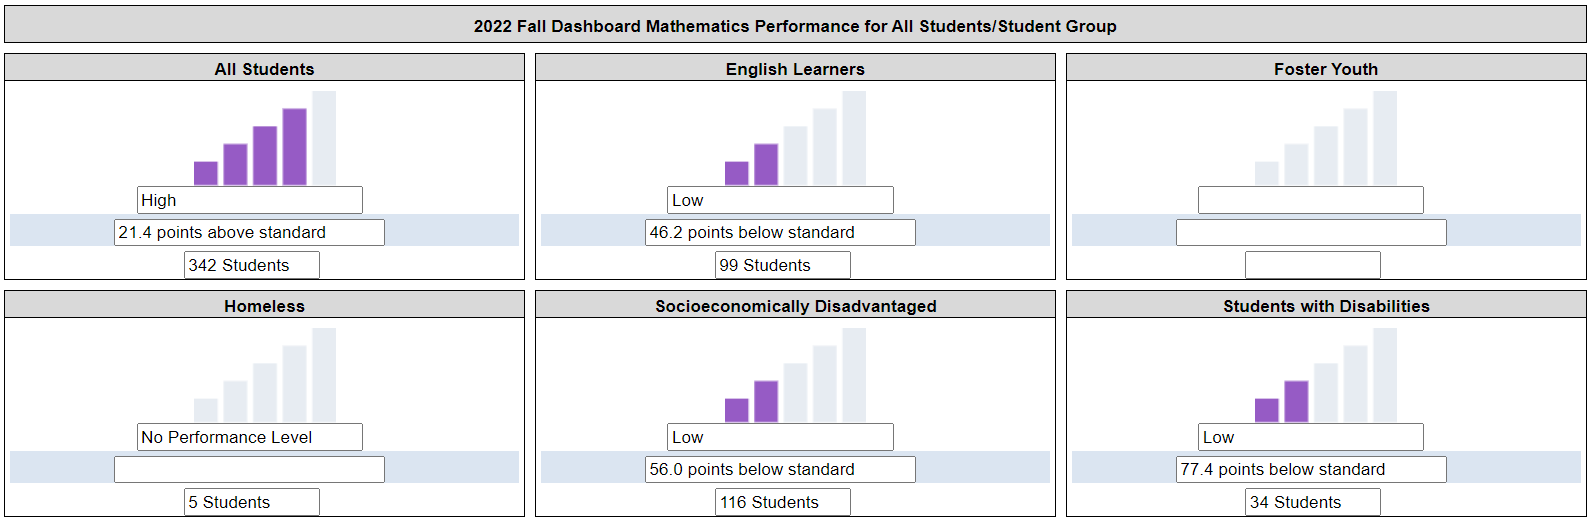 2022 Fall Dashboard Mathematics Performance for All Students/Student Group
All Students
High
21.4 points above standard
342 Students
English Learners
Low
46.2 points below standard
99 Students
Foster Youth
Homeless
No Performance Level
5 Students
Socioeconomically Disadvantaged
Low
56.0 points below standard
116 Students
Students with Disabilities
Low
77.4 points below standard
34 Students